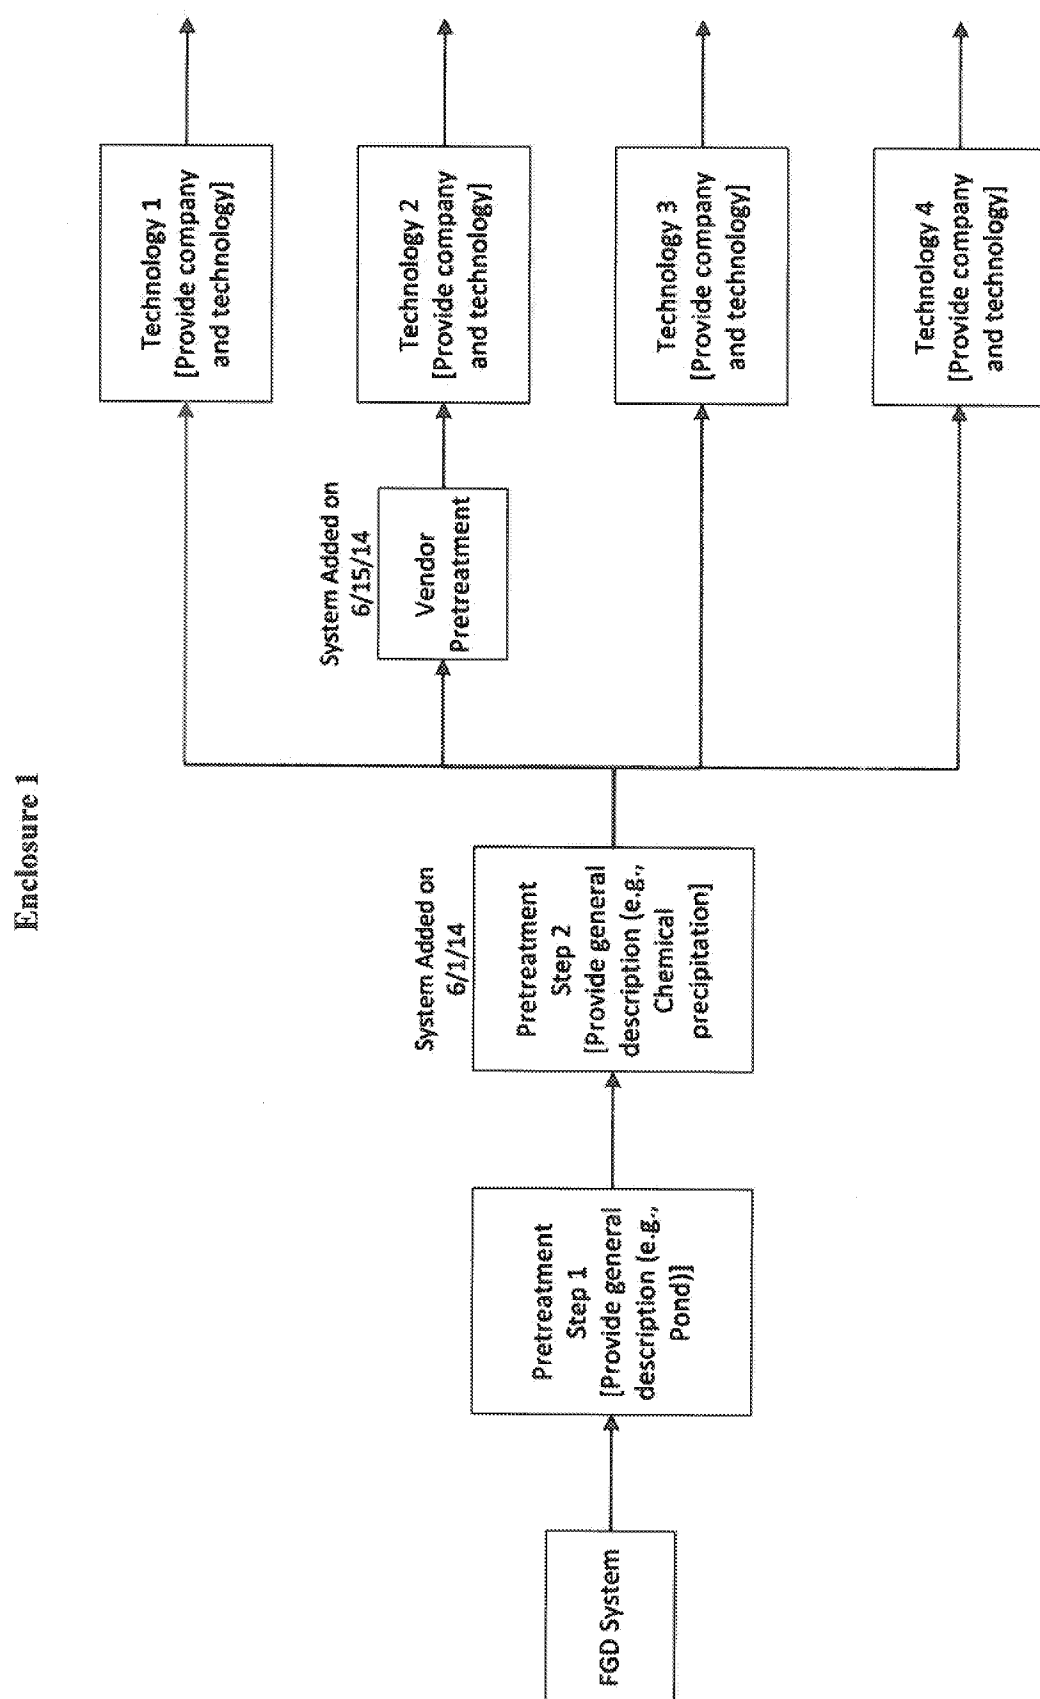 Enclosure 1
FGD System
Pretreatment
Step 1
[Provide general
description (e.g.,
Pond)]
System Added on
6/1/14
Pretreatment
Step 2
[Provide general
description (e.g.,
Chemical
precipitation]
System Added on
6/15/14
Vendor
Pretreatment
Technology 1
[Provide company
and technology]
Technology 2
[Provide company
and technology]
Technology 3
[Provide company
and technology]
Technology 4
[Provide company
and technology]